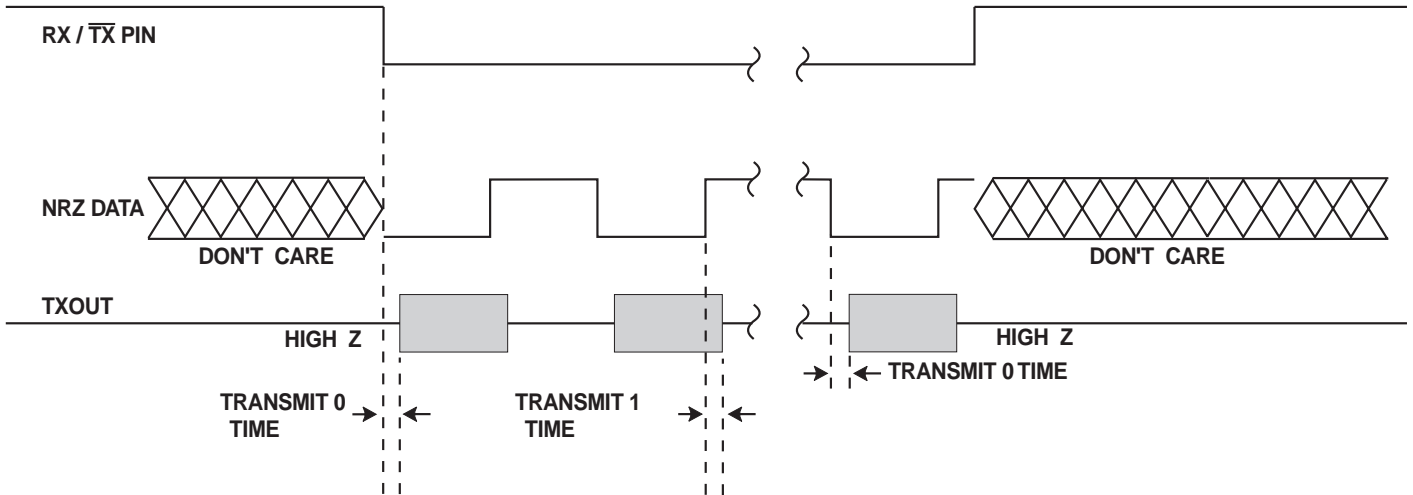 RX / T̅X̅ PIN
NRZ DATA
DON'T CARE
DON'T CARE
TXOUT
HIGH Z
HIGH Z
TRANSMIT 0 TIME
TRANSMIT 0
TIME
TRANSMIT 1
TIME